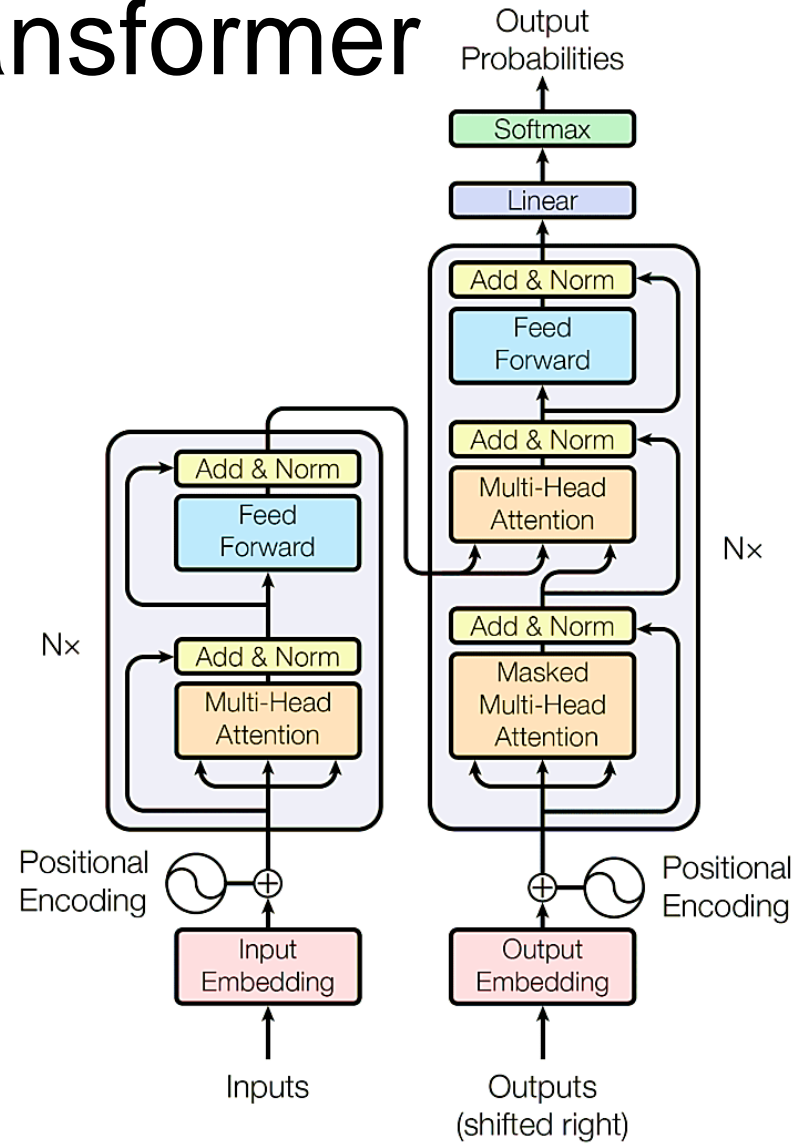 ansformer
Output
Probabilities
Softmax
Linear
Add & Norm
Feed
Forward
Add & Norm
Multi-Head
Attention
Nx
Add & Norm
Masked
Multi-Head
Attention
Add & Norm
Feed
Forward
Nx
Add & Norm
Multi-Head
Attention
Positional
Encoding
Positional
Encoding
Input
Embedding
Output
Embedding
Inputs
Outputs
(shifted right)